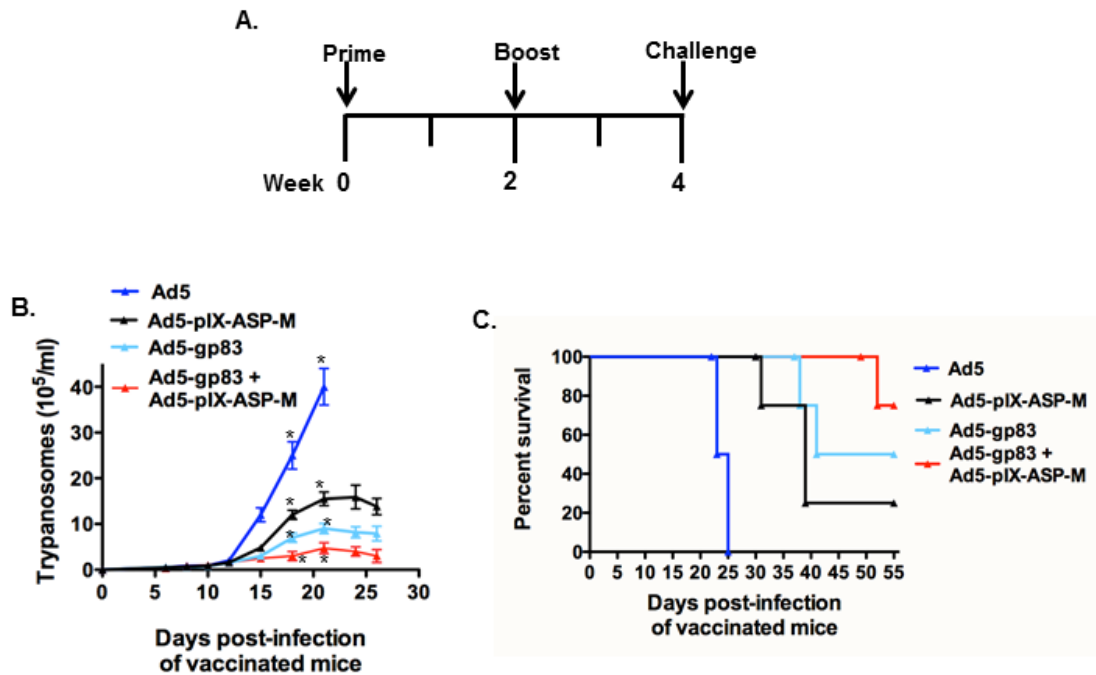 A.
Prime Boost Challenge
Week 0 2 4
B.
Ad5
Ad5-pIX-ASP-M
Ad5-gp83
Ad5-gp83 +
Ad5-pIX-ASP-M
Trypanosomes (10⁵/ml)
40
30
20
10
0
* * * * * * * *
0 5 10 15 20 25 30
Days post-infection
of vaccinated mice
C.
Ad5
Ad5-pIX-ASP-M
Ad5-gp83
Ad5-gp83 +
Ad5-pIX-ASP-M
Percent survival
100
80
60
40
20
0
0 5 10 15 20 25 30 35 40 45 50 55
Days post-infection
of vaccinated mice